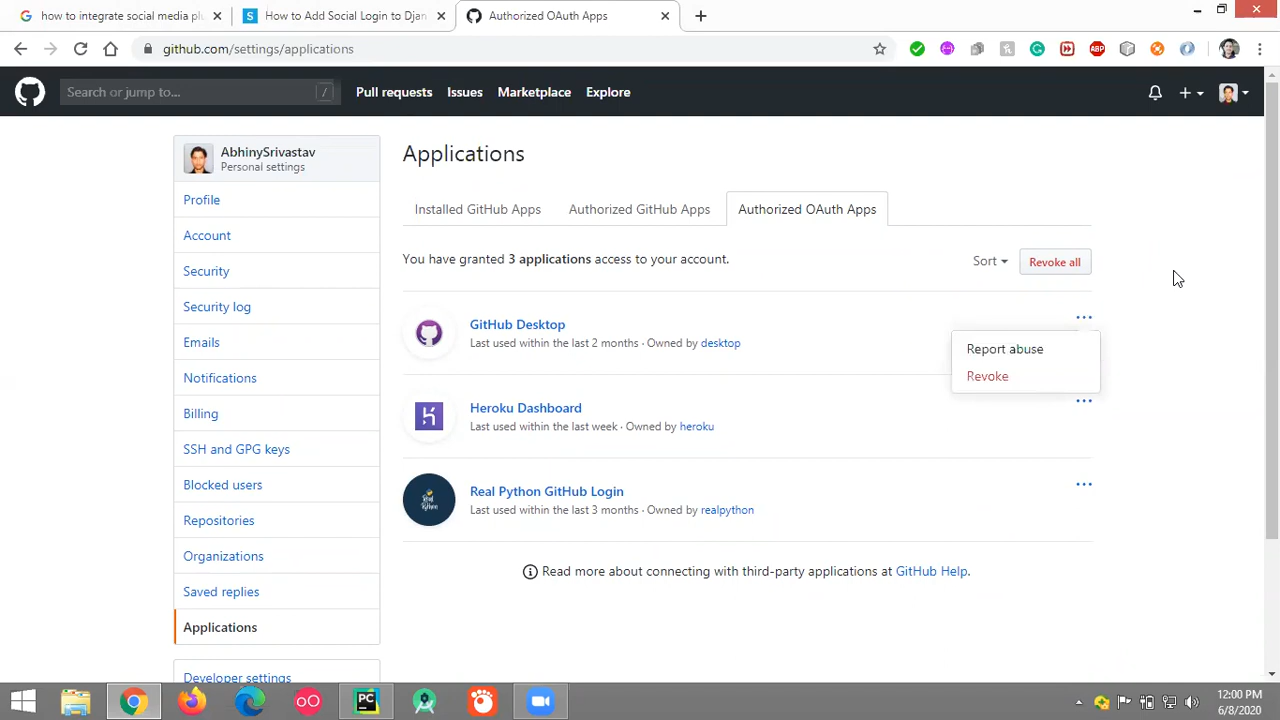 how to integrate social media pl
How to Add Social Login to Djan
Authorized OAuth Apps
github.com/settings/applications
ABP
Search or jump to...
/
Pull requests
Issues
Marketplace
Explore
AbhinySrivastav
Personal settings
Profile
Account
Security
Security log
Emails
Notifications
Billing
SSH and GPG keys
Blocked users
Repositories
Organizations
Saved replies
Applications
Developer settings
Applications
Installed GitHub Apps
Authorized GitHub Apps
Authorized OAuth Apps
You have granted 3 applications access to your account.
Sort
Revoke all
GitHub Desktop
Last used within the last 2 months · Owned by desktop
Report abuse
Revoke
Heroku Dashboard
Last used within the last week · Owned by heroku
Real Python GitHub Login
Last used within the last 3 months · Owned by realpython
Read more about connecting with third-party applications at GitHub Help.
PC
12:00 PM
6/8/2020